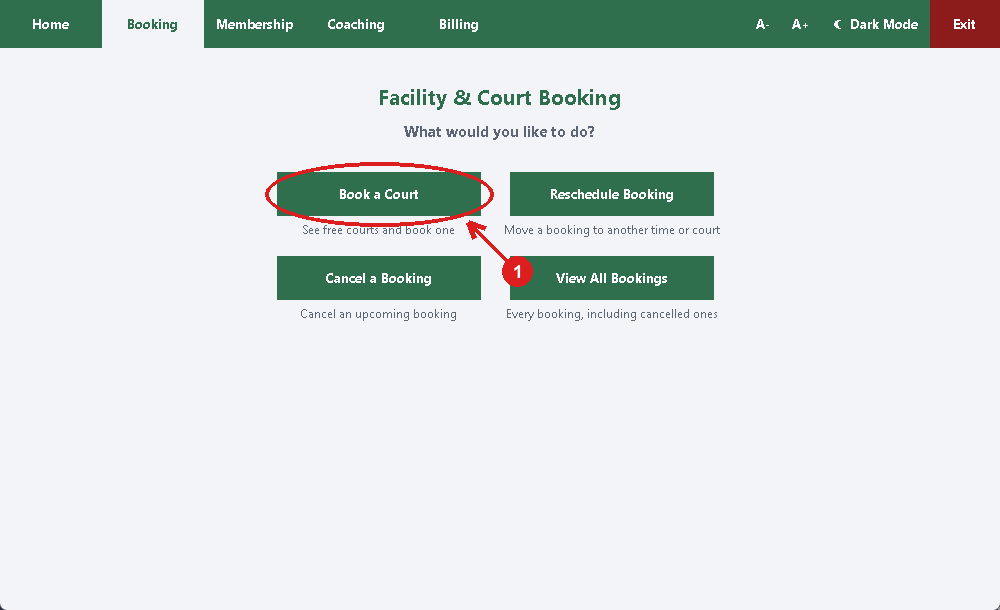 Home Booking Membership Coaching Billing A- A+ ☾ Dark Mode Exit
Facility & Court Booking
What would you like to do?
Book a Court Reschedule Booking
See free courts and book one Move a booking to another time or court
1
Cancel a Booking View All Bookings
Cancel an upcoming booking Every booking, including cancelled ones